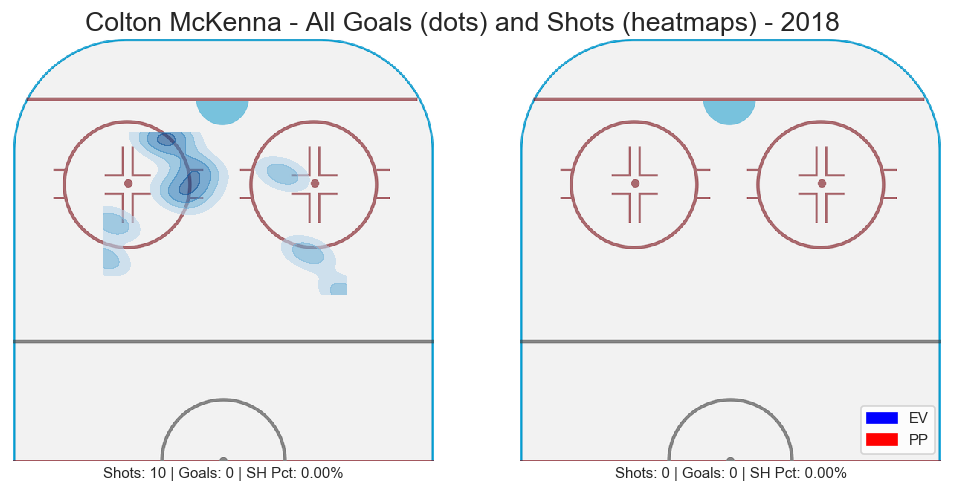 Colton McKenna - All Goals (dots) and Shots (heatmaps) - 2018
EV
PP
Shots: 10 | Goals: 0 | SH Pct: 0.00%
Shots: 0 | Goals: 0 | SH Pct: 0.00%